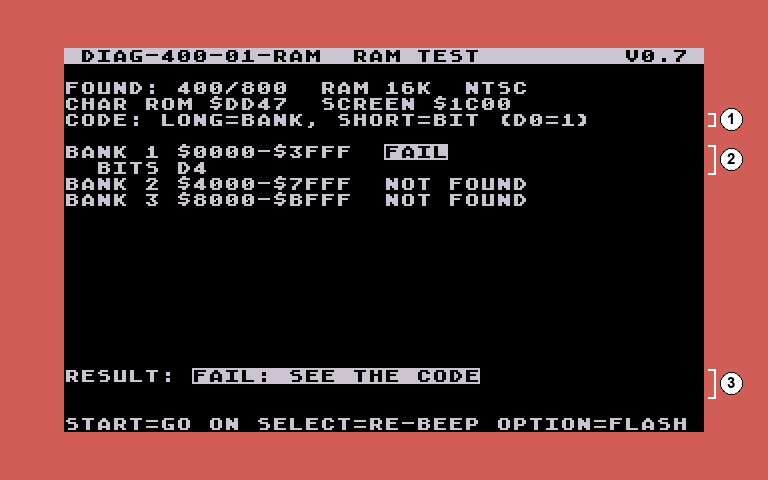 DIAG-400-01-RAM  RAM TEST  V0.7
FOUND: 400/800  RAM 16K  NTSC
CHAR ROM $DD47  SCREEN $1C00
CODE: LONG=BANK, SHORT=BIT (D0=1)
1
BANK 1 $0000-$3FFF  FAIL
2
BITS D4
BANK 2 $4000-$7FFF  NOT FOUND
BANK 3 $8000-$BFFF  NOT FOUND
RESULT: FAIL: SEE THE CODE
3
START=GO ON SELECT=RE-BEEP OPTION=FLASH